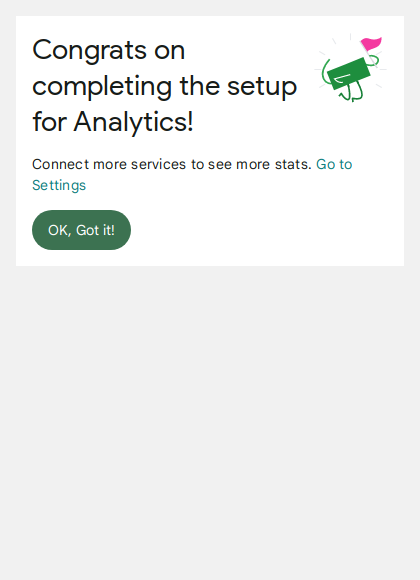 Congrats on
completing the setup
for Analytics!
Connect more services to see more stats. Go to
Settings
OK, Got it!